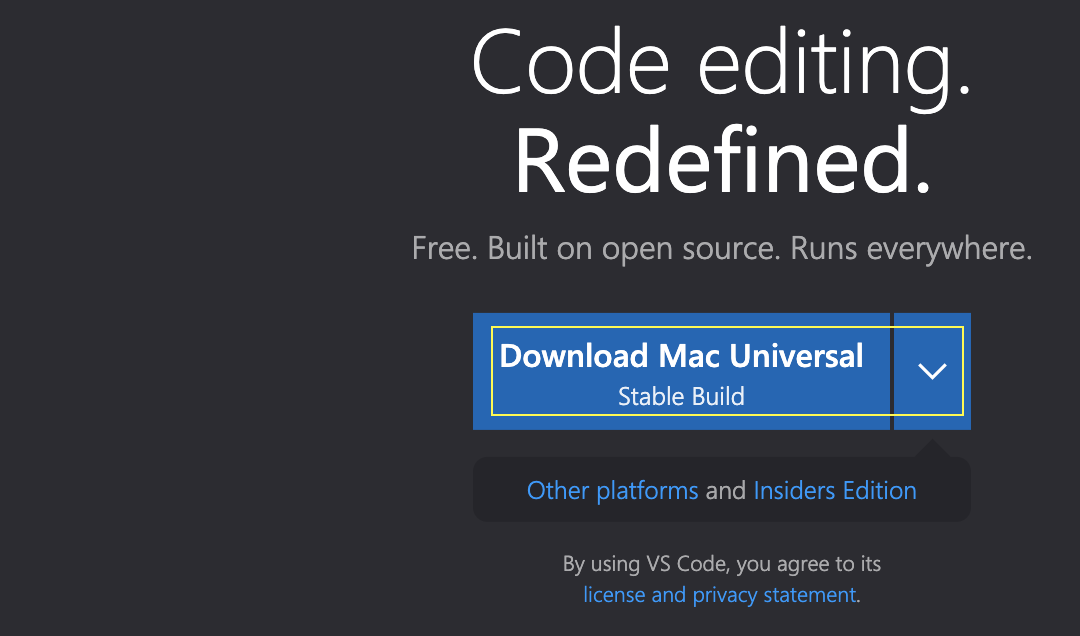 Code editing.
Redefined.
Free. Built on open source. Runs everywhere.
Download Mac Universal
Stable Build
Other platforms and Insiders Edition
By using VS Code, you agree to its
license and privacy statement.